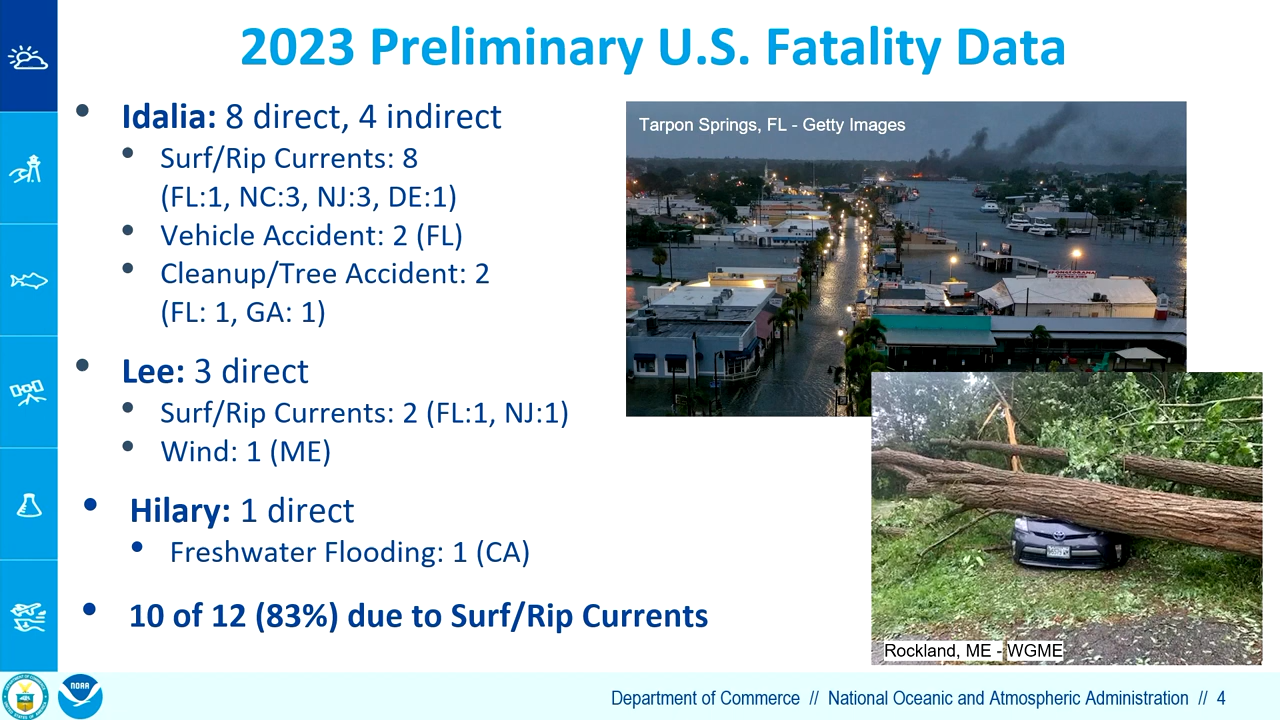 2023 Preliminary U.S. Fatality Data
• Idalia: 8 direct, 4 indirect
• Surf/Rip Currents: 8
(FL:1, NC:3, NJ:3, DE:1)
• Vehicle Accident: 2 (FL)
• Cleanup/Tree Accident: 2
(FL: 1, GA: 1)
• Lee: 3 direct
• Surf/Rip Currents: 2 (FL:1, NJ:1)
• Wind: 1 (ME)
• Hilary: 1 direct
• Freshwater Flooding: 1 (CA)
• 10 of 12 (83%) due to Surf/Rip Currents
Tarpon Springs, FL - Getty Images
Rockland, ME - WGME
NOAA
Department of Commerce // National Oceanic and Atmospheric Administration // 4